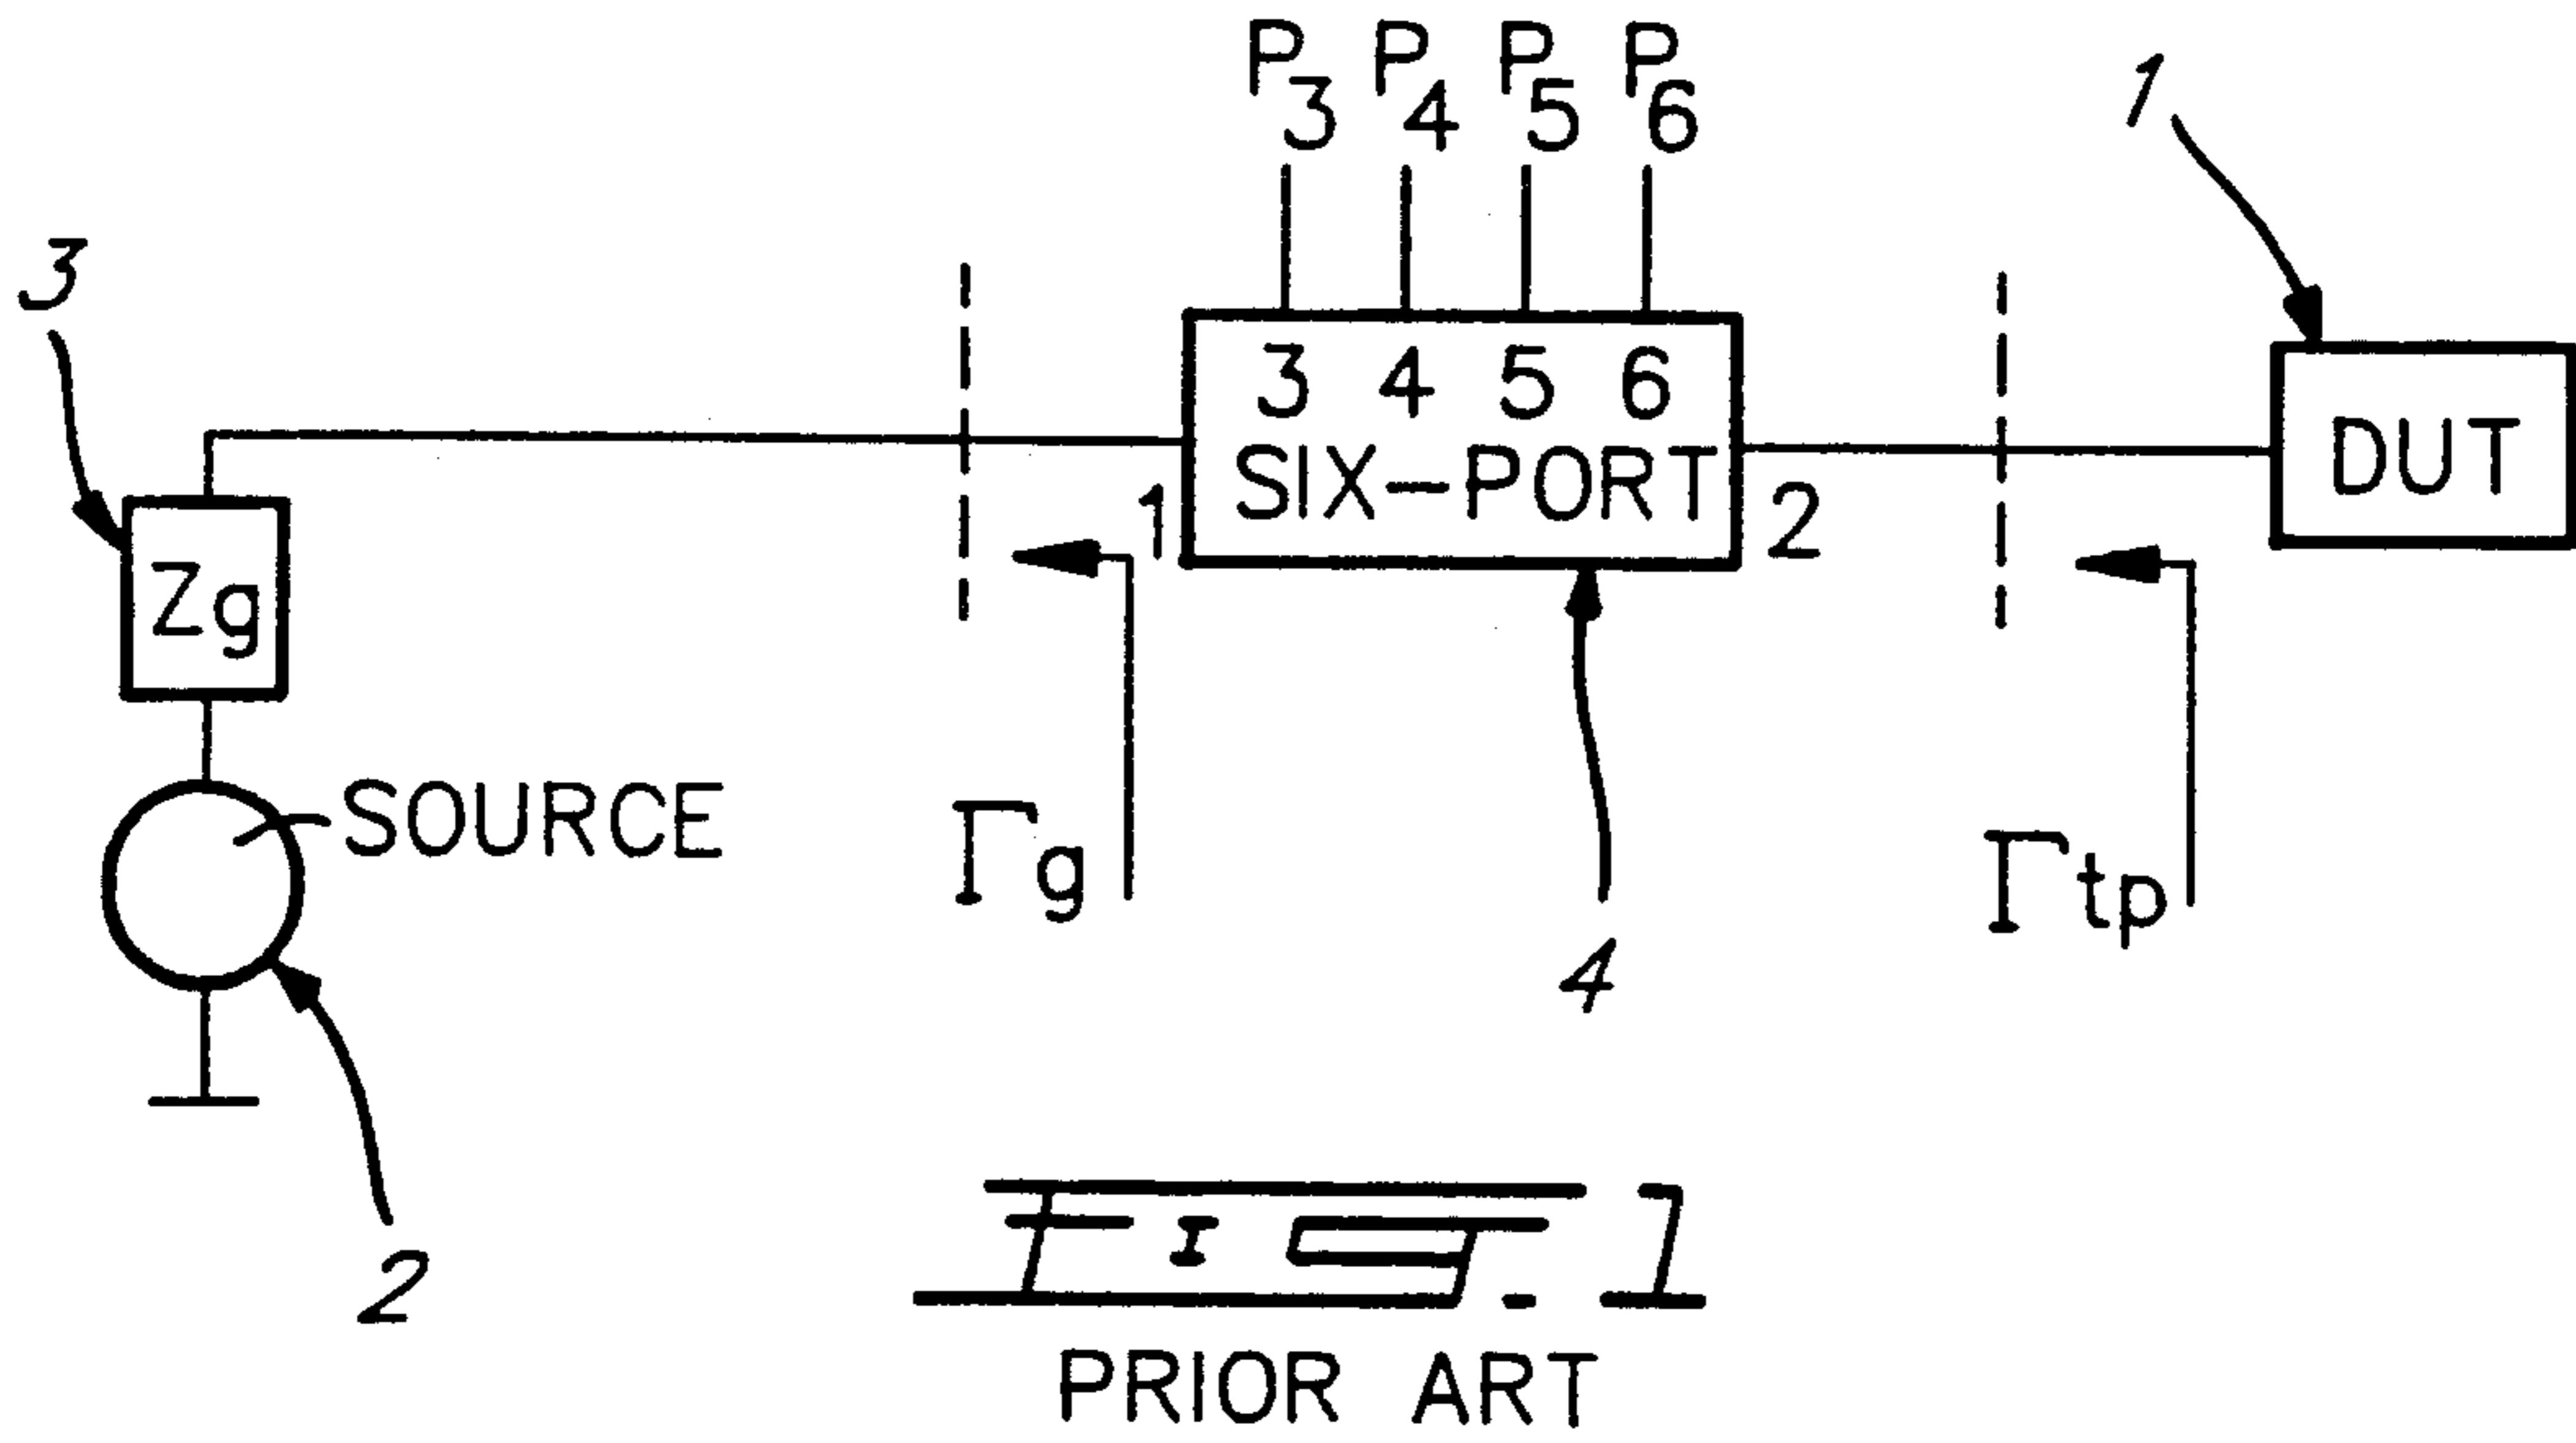 P3 P4 P5 P6
1
3
3 4 5 6
SIX-PORT
DUT
1
2
Zg
SOURCE
Γg
Γtp
4
2
FIG. 1
PRIOR ART